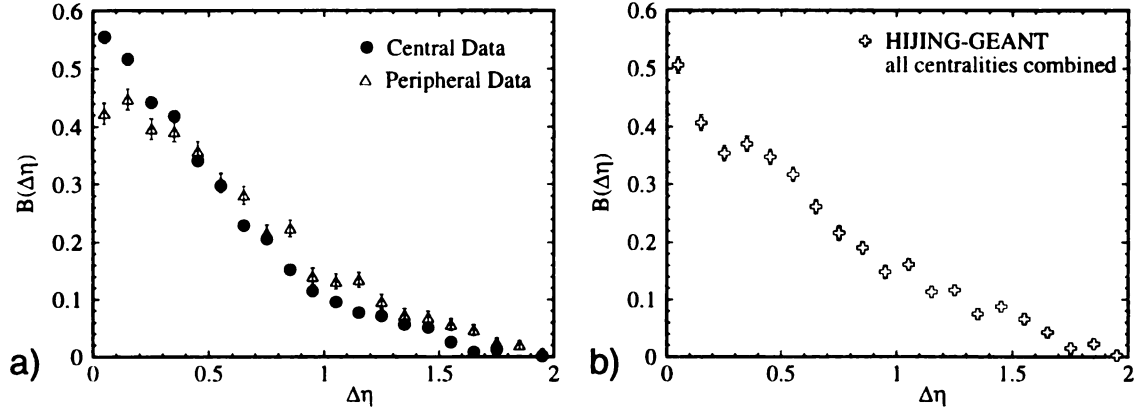 0.6
0.5
0.4
0.3
0.2
0.1
0
B(Δη)
Central Data
Peripheral Data
0 0.5 1 1.5 2
Δη
a)
0.6
0.5
0.4
0.3
0.2
0.1
0
B(Δη)
HIJING-GEANT
all centralities combined
0 0.5 1 1.5 2
Δη
b)